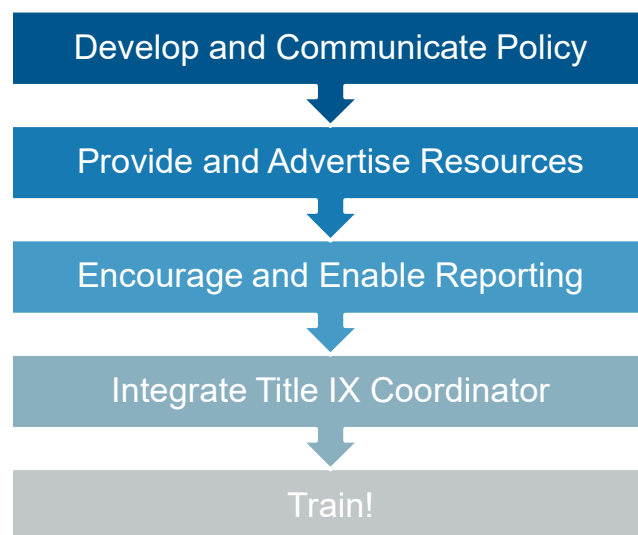 Develop and Communicate Policy
Provide and Advertise Resources
Encourage and Enable Reporting
Integrate Title IX Coordinator
Train!